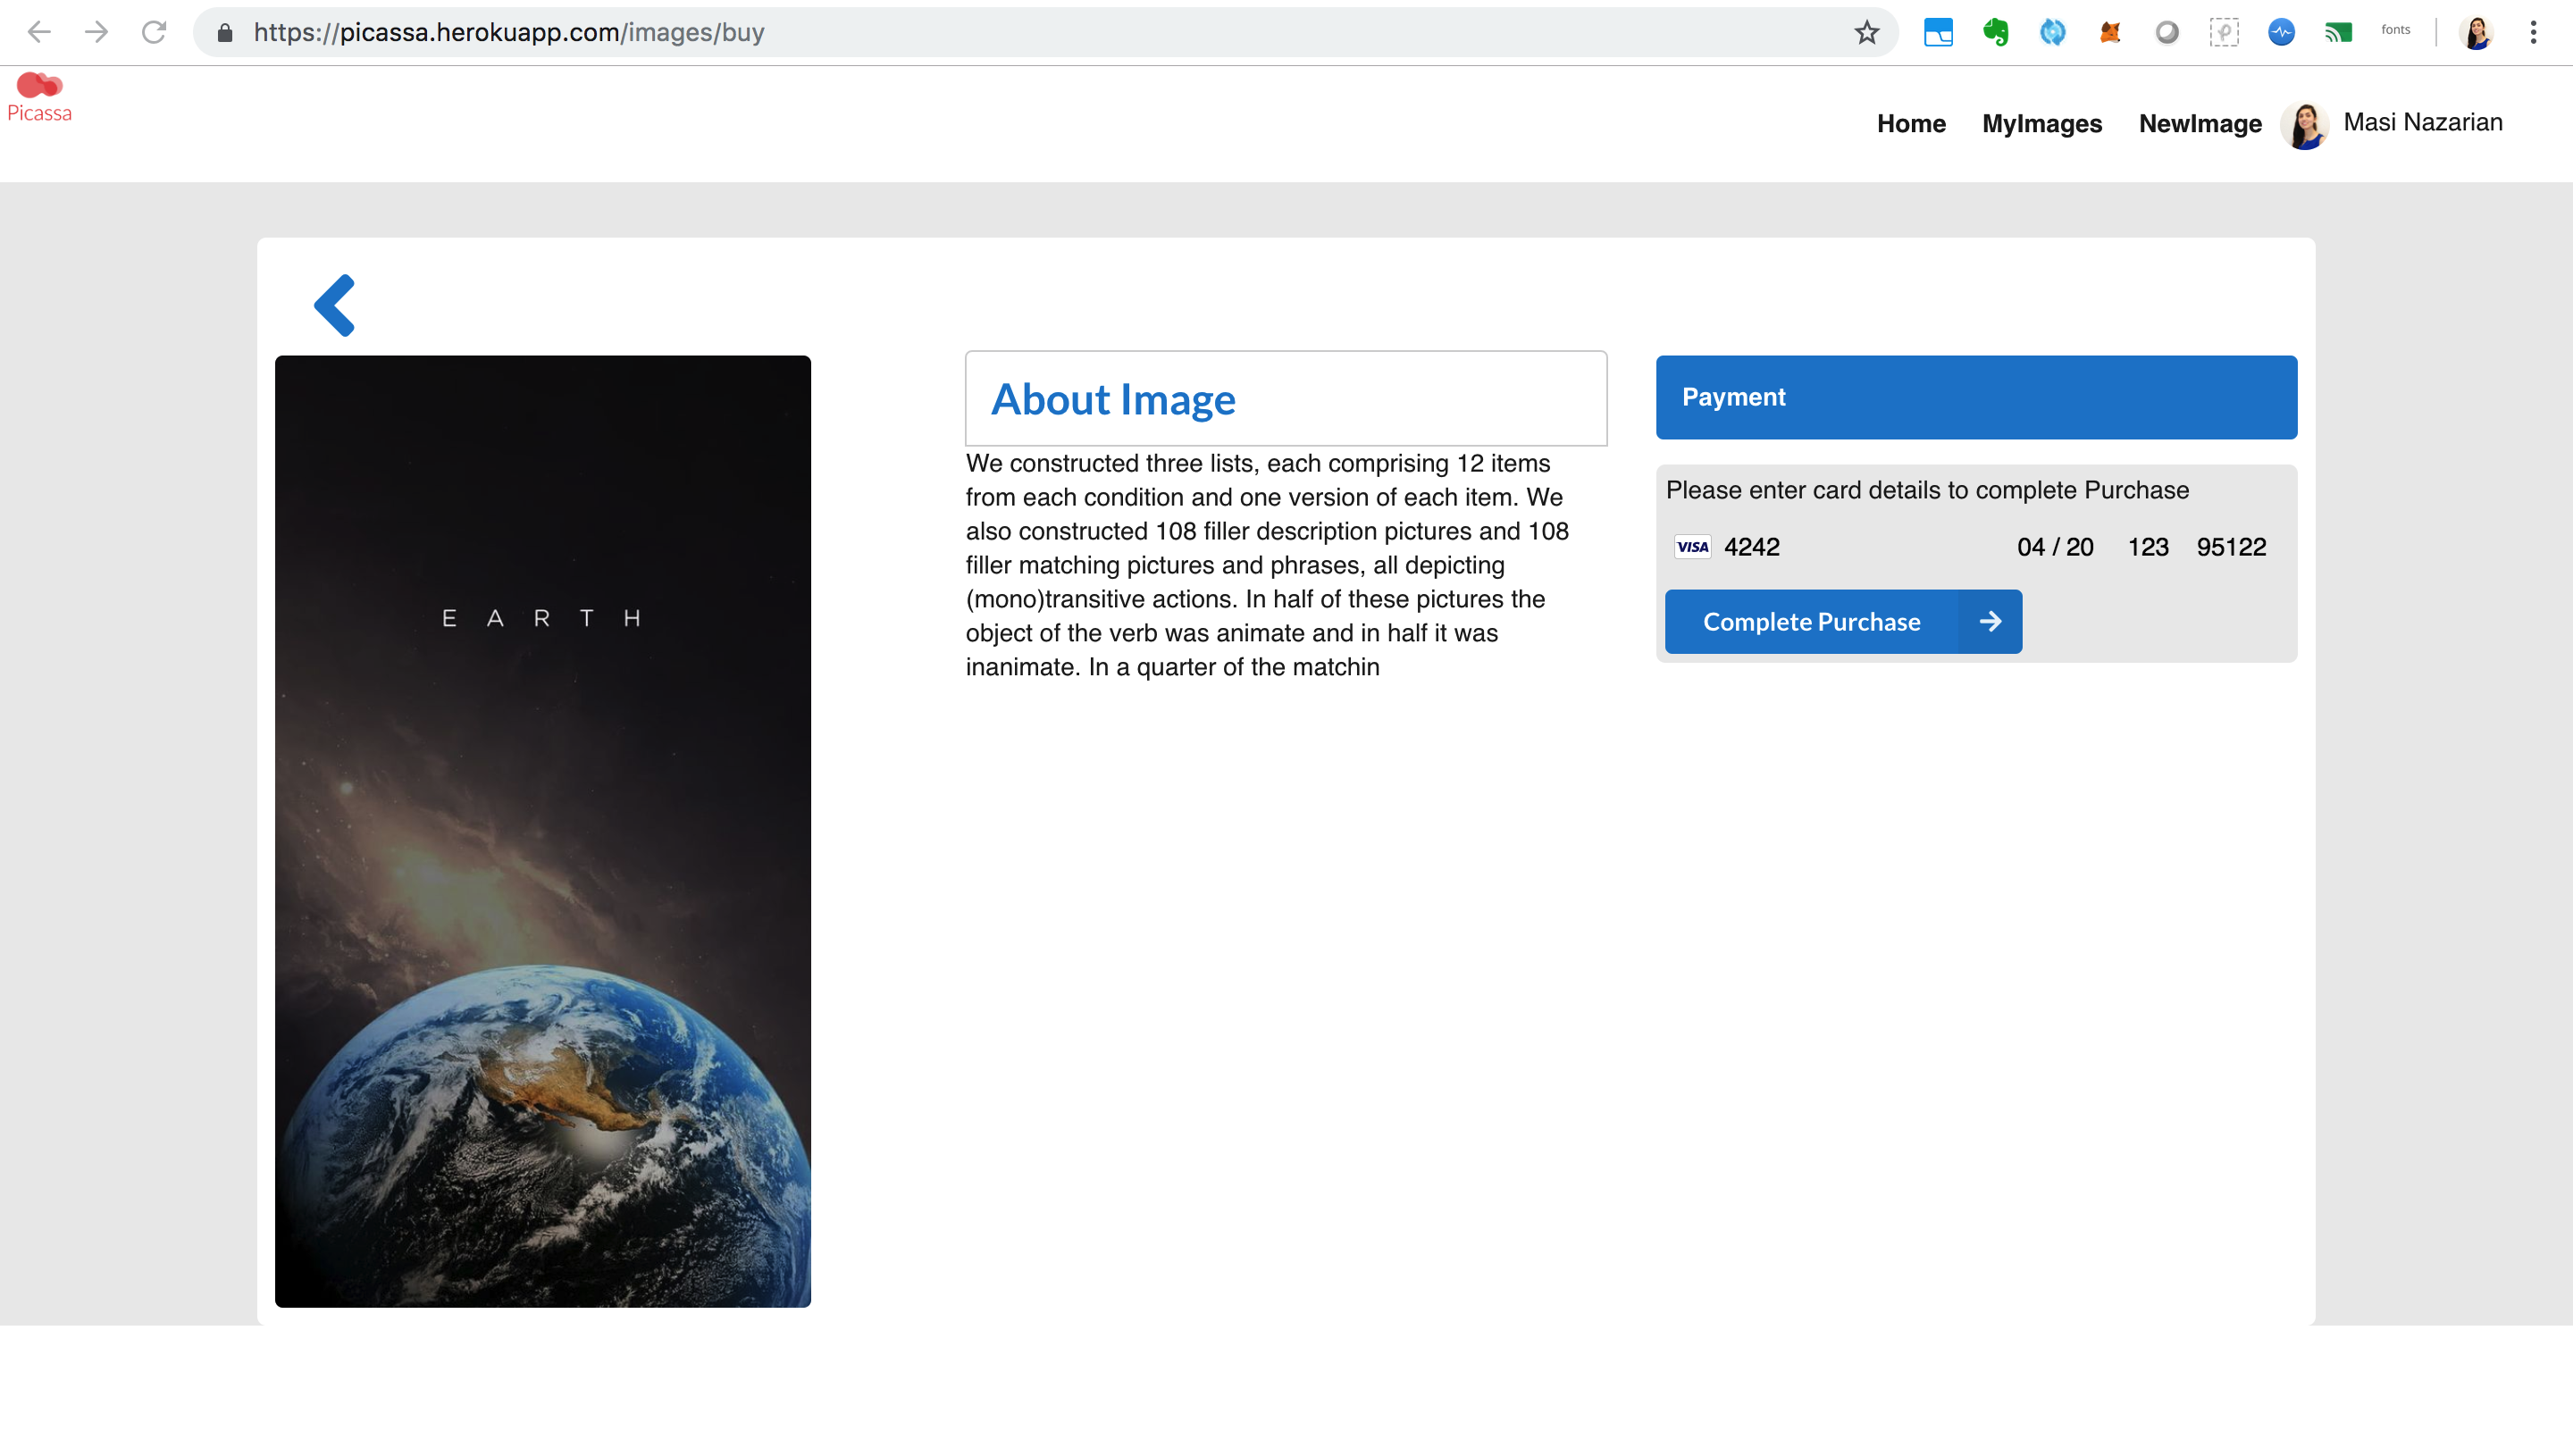 https://picassa.herokuapp.com/images/buy
fonts
Picassa
Home MyImages NewImage Masi Nazarian
About Image
We constructed three lists, each comprising 12 items
from each condition and one version of each item. We
also constructed 108 filler description pictures and 108
filler matching pictures and phrases, all depicting
(mono)transitive actions. In half of these pictures the
object of the verb was animate and in half it was
inanimate. In a quarter of the matchin
Payment
Please enter card details to complete Purchase
VISA 4242 04 / 20 123 95122
Complete Purchase
EARTH